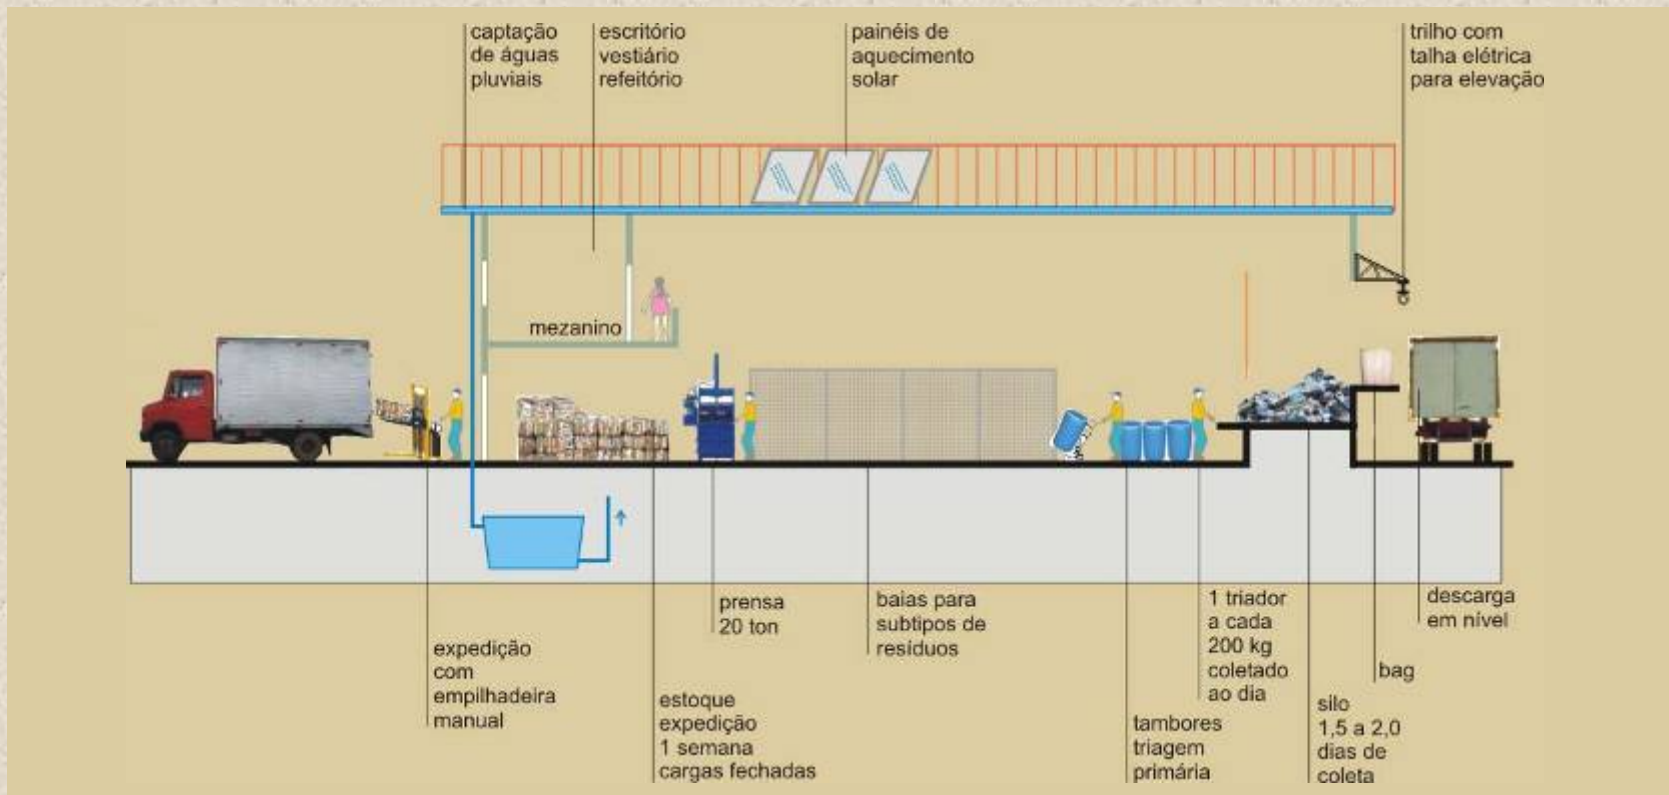 captação
de águas
pluviais
escritório
vestiário
refeitório
painéis de
aquecimento
solar
trilho com
talha elétrica
para elevação
mezanino
expedição
com
empilhadeira
manual
estoque
expedição
1 semana
cargas fechadas
prensa
20 ton
baias para
subtipos de
resíduos
tambores
triagem
primária
1 triador
a cada
200 kg
coletado
ao dia
silo
1,5 a 2,0
dias de
coleta
bag
descarga
em nível